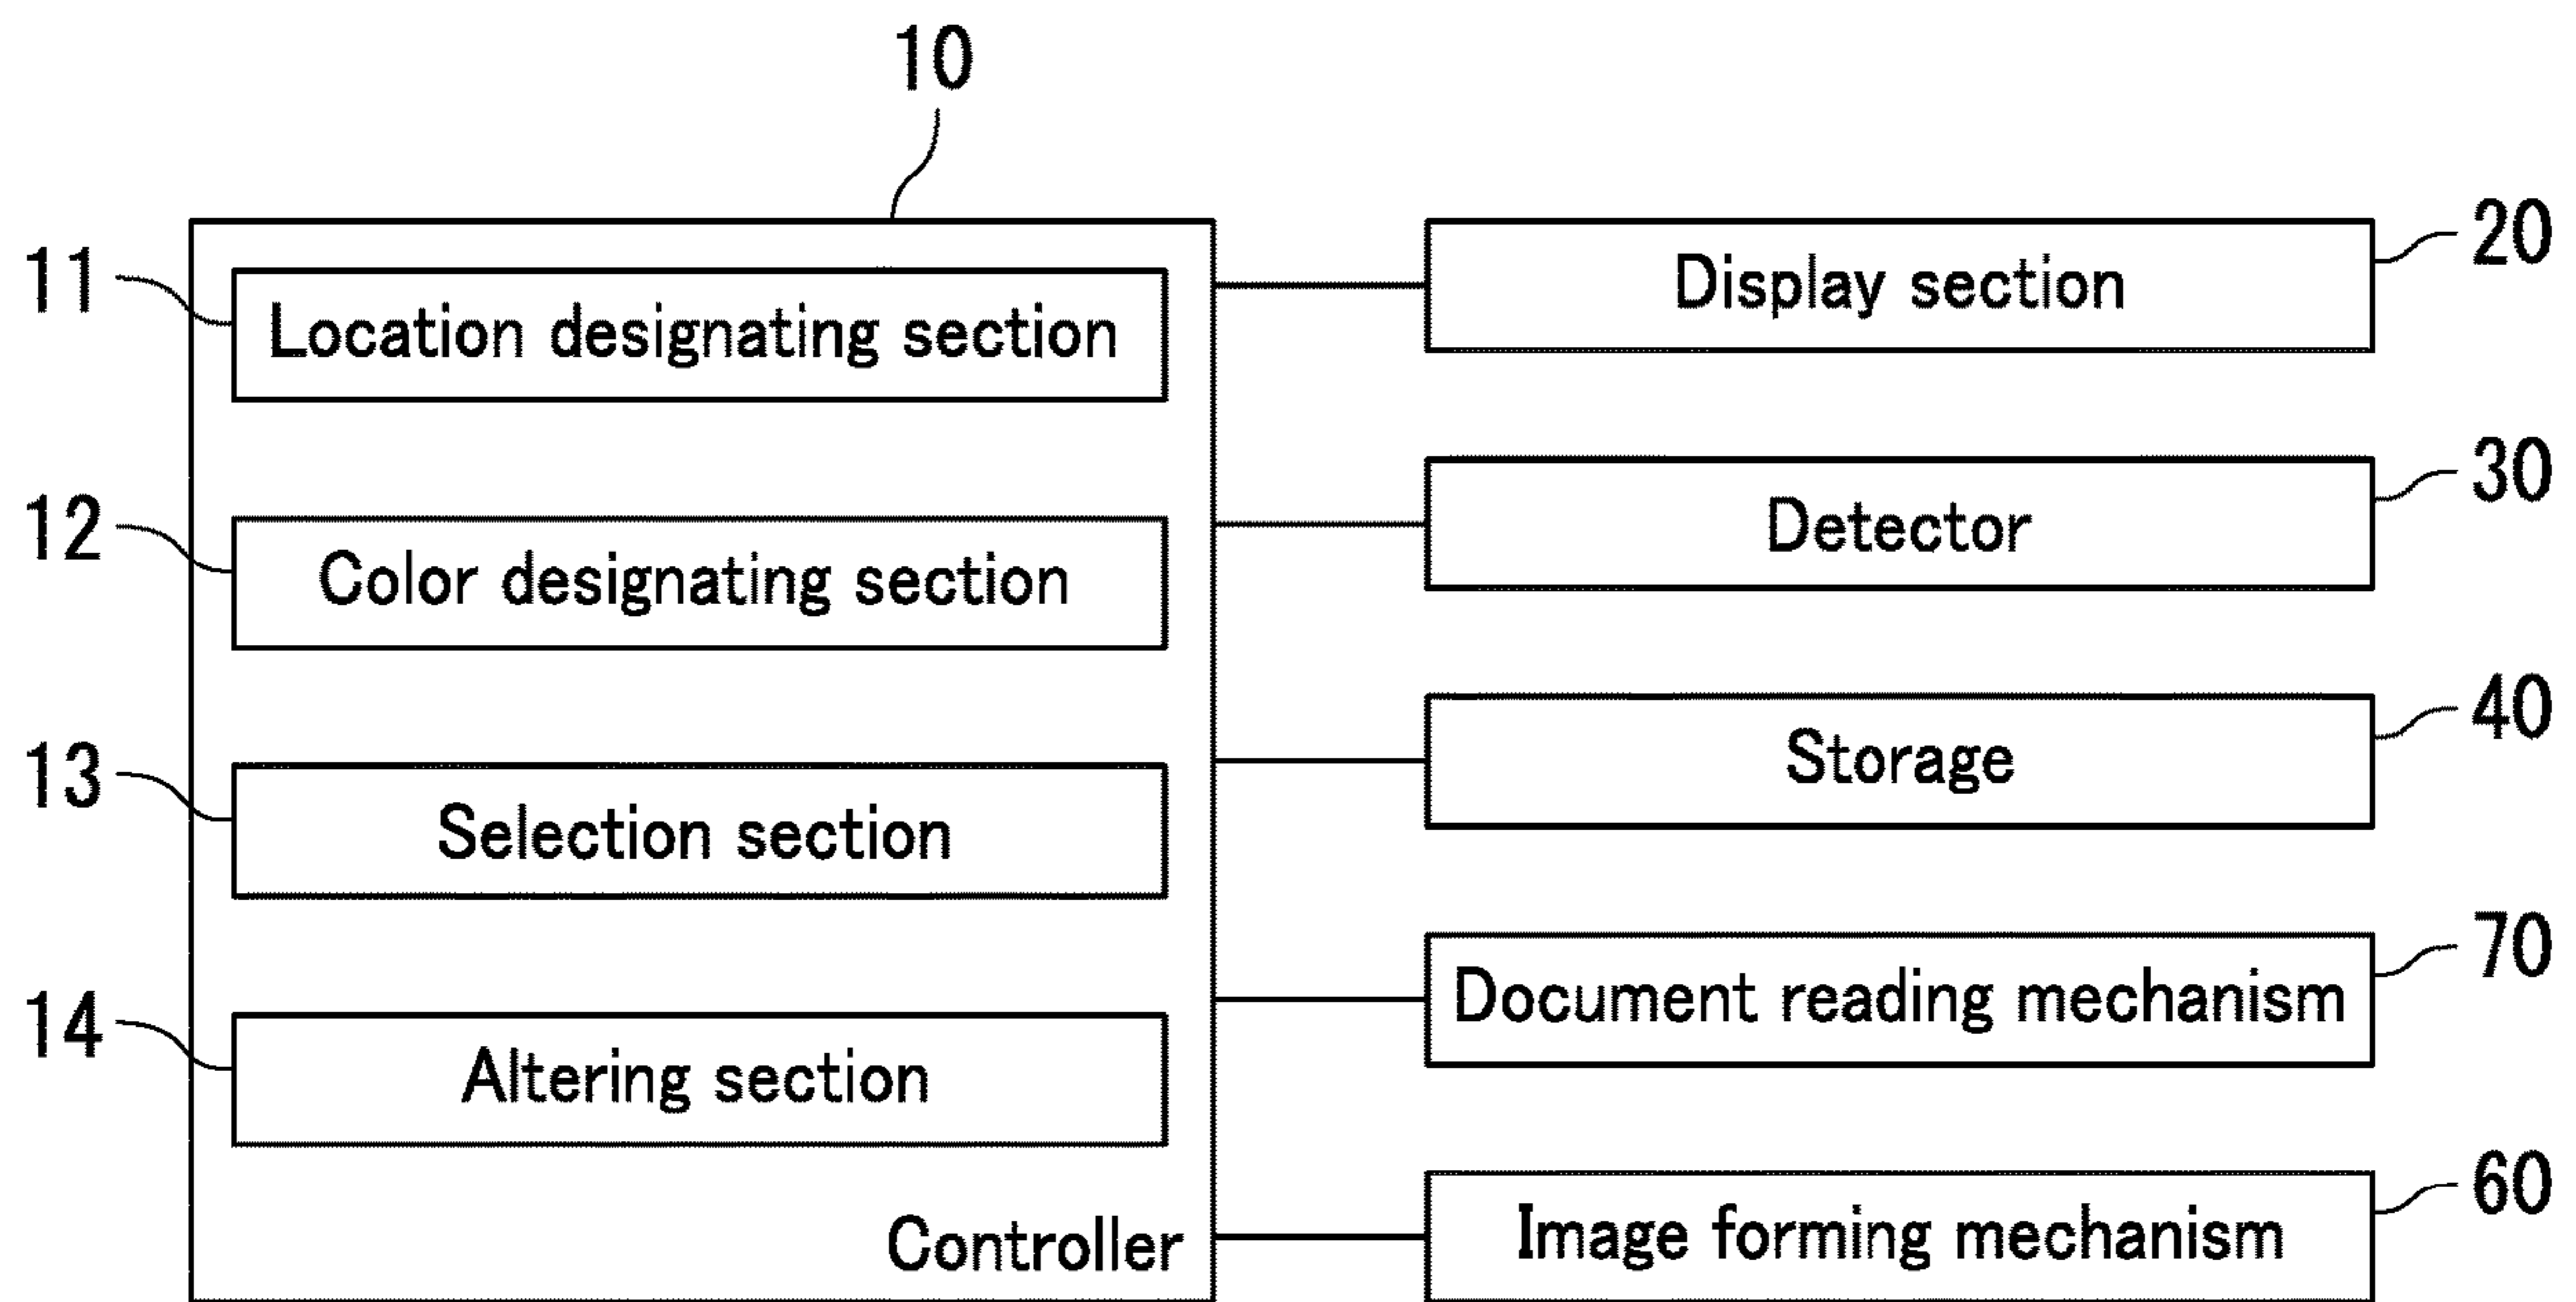 10
11
Location designating section
12
Color designating section
13
Selection section
14
Altering section
Controller
Display section
20
Detector
30
Storage
40
Document reading mechanism
70
Image forming mechanism
60